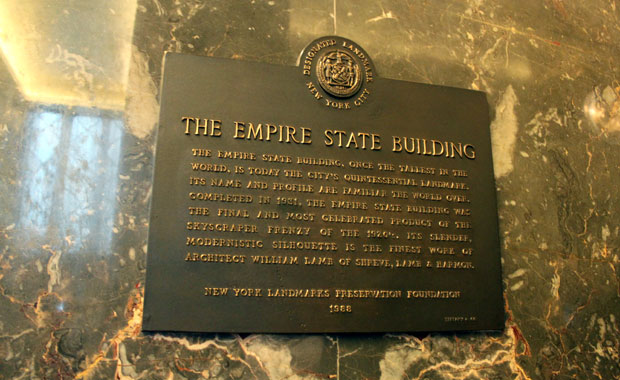 DESIGNATED LANDMARK
NEW YORK CITY
THE EMPIRE STATE BUILDING
THE EMPIRE STATE BUILDING, ONCE THE TALLEST IN THE
WORLD, IS TODAY THE CITY'S QUINTESSENTIAL LANDMARK.
ITS NAME AND PROFILE ARE FAMILIAR THE WORLD OVER.
COMPLETED IN 1931, THE EMPIRE STATE BUILDING WAS
THE FINAL AND MOST CELEBRATED PRODUCT OF THE
SKYSCRAPER FRENZY OF THE 1920s. ITS SLENDER,
MODERNISTIC SILHOUETTE IS THE FINEST WORK OF
ARCHITECT WILLIAM LAMB OF SHREVE, LAMB & HARMON.
NEW YORK LANDMARKS PRESERVATION FOUNDATION
1988